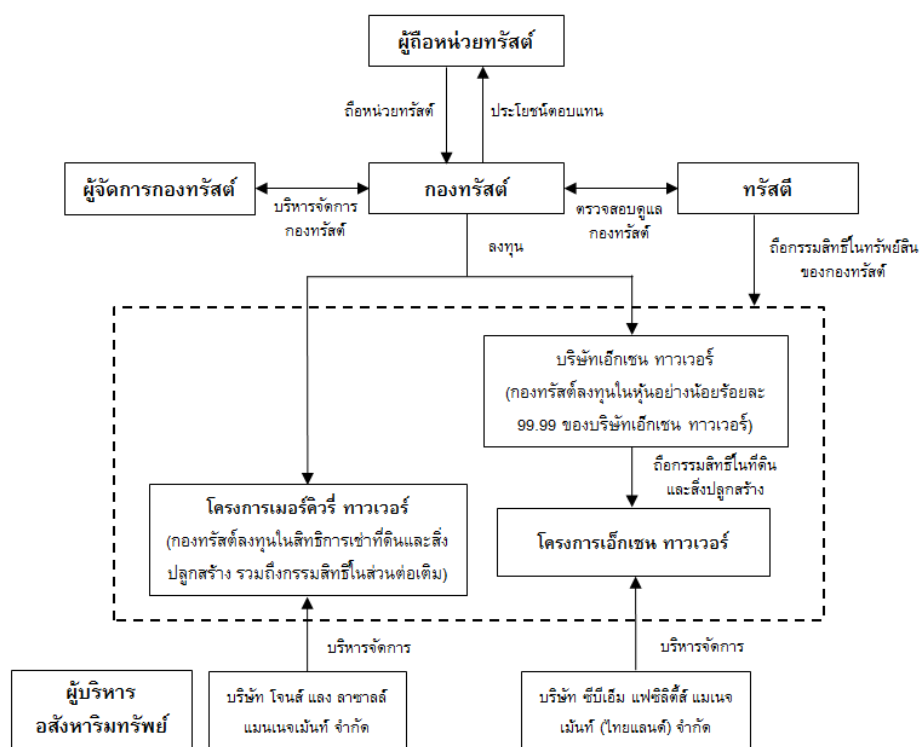 ผู้ถือหน่วยทรัสต์
ถือหน่วยทรัสต์
ประโยชน์ตอบแทน
ผู้จัดการกองทรัสต์
บริหารจัดการ
กองทรัสต์
กองทรัสต์
ตรวจสอบดูแล
กองทรัสต์
ทรัสตี
ลงทุน
ถือกรรมสิทธิ์ในทรัพย์สิน
ของกองทรัสต์
บริษัทเอ็กเชน ทาวเวอร์
(กองทรัสต์ลงทุนในหุ้นอย่างน้อยร้อยละ
99.99 ของบริษัทเอ็กเชน ทาวเวอร์)
ถือกรรมสิทธิ์ในที่ดิน
และสิ่งปลูกสร้าง
โครงการเมอร์คิวรี่ ทาวเวอร์
(กองทรัสต์ลงทุนในสิทธิการเช่าที่ดินและสิ่ง
ปลูกสร้าง รวมถึงกรรมสิทธิ์ในส่วนต่อเติม)
โครงการเอ็กเชน ทาวเวอร์
บริหารจัดการ
บริหารจัดการ
ผู้บริหาร
อสังหาริมทรัพย์
บริษัท โจนส์ แลง ลาซาลล์
แมนเนจเม้นท์ จำกัด
บริษัท ซีบีเอ็ม แฟซิลิตี้ส์ แมเนจ
เม้นท์ (ไทยแลนด์) จำกัด